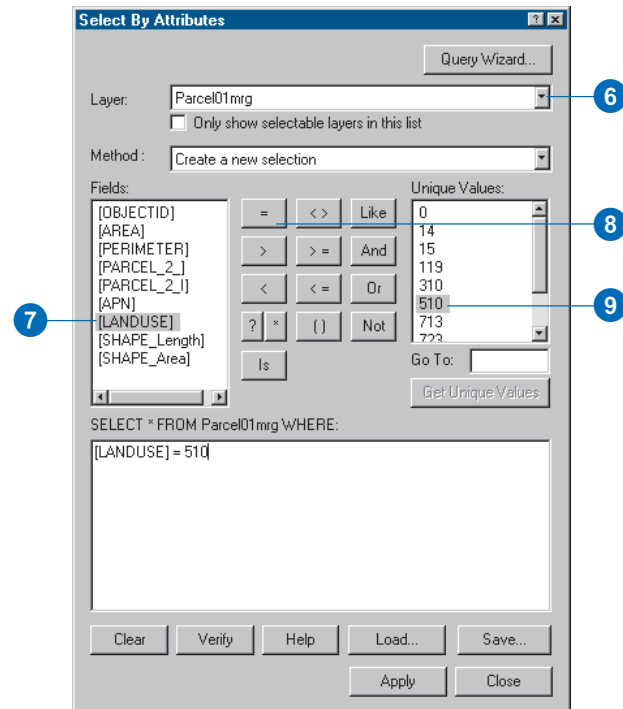 Select By Attributes
? X
Query Wizard...
Layer: Parcel01mrg
6
Only show selectable layers in this list
Method : Create a new selection
Fields:
Unique Values:
[OBJECTID]
[AREA]
[PERIMETER]
[PARCEL_2_]
[PARCEL_2_I]
[APN]
7
[LANDUSE]
[SHAPE_Length]
[SHAPE_Area]
= < > Like
8
> > = And
< < = Or
? * ( ) Not
Is
0
14
15
119
310
510
9
713
723
Go To:
Get Unique Values
SELECT * FROM Parcel01mrg WHERE:
[LANDUSE] = 510
Clear Verify Help Load... Save...
Apply Close